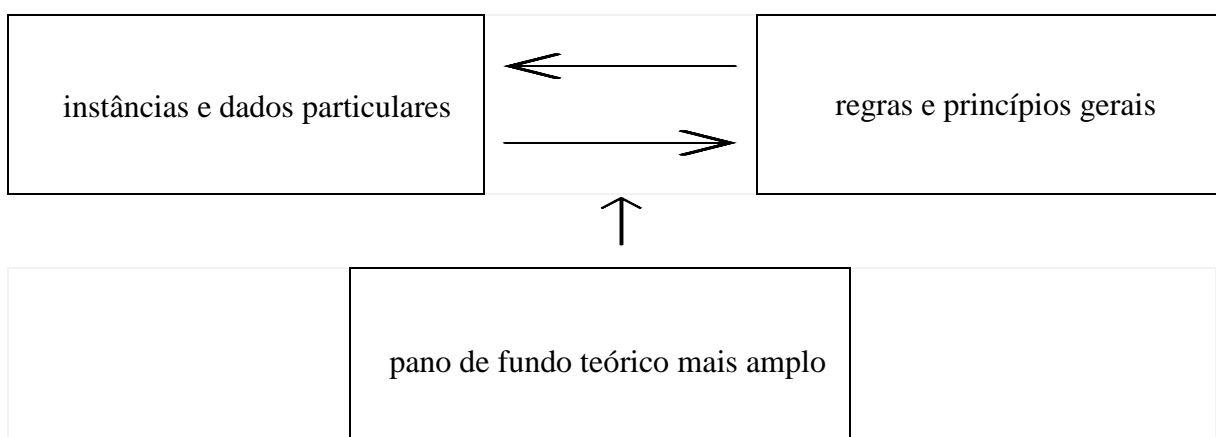 instâncias e dados particulares
regras e princípios gerais
pano de fundo teórico mais amplo